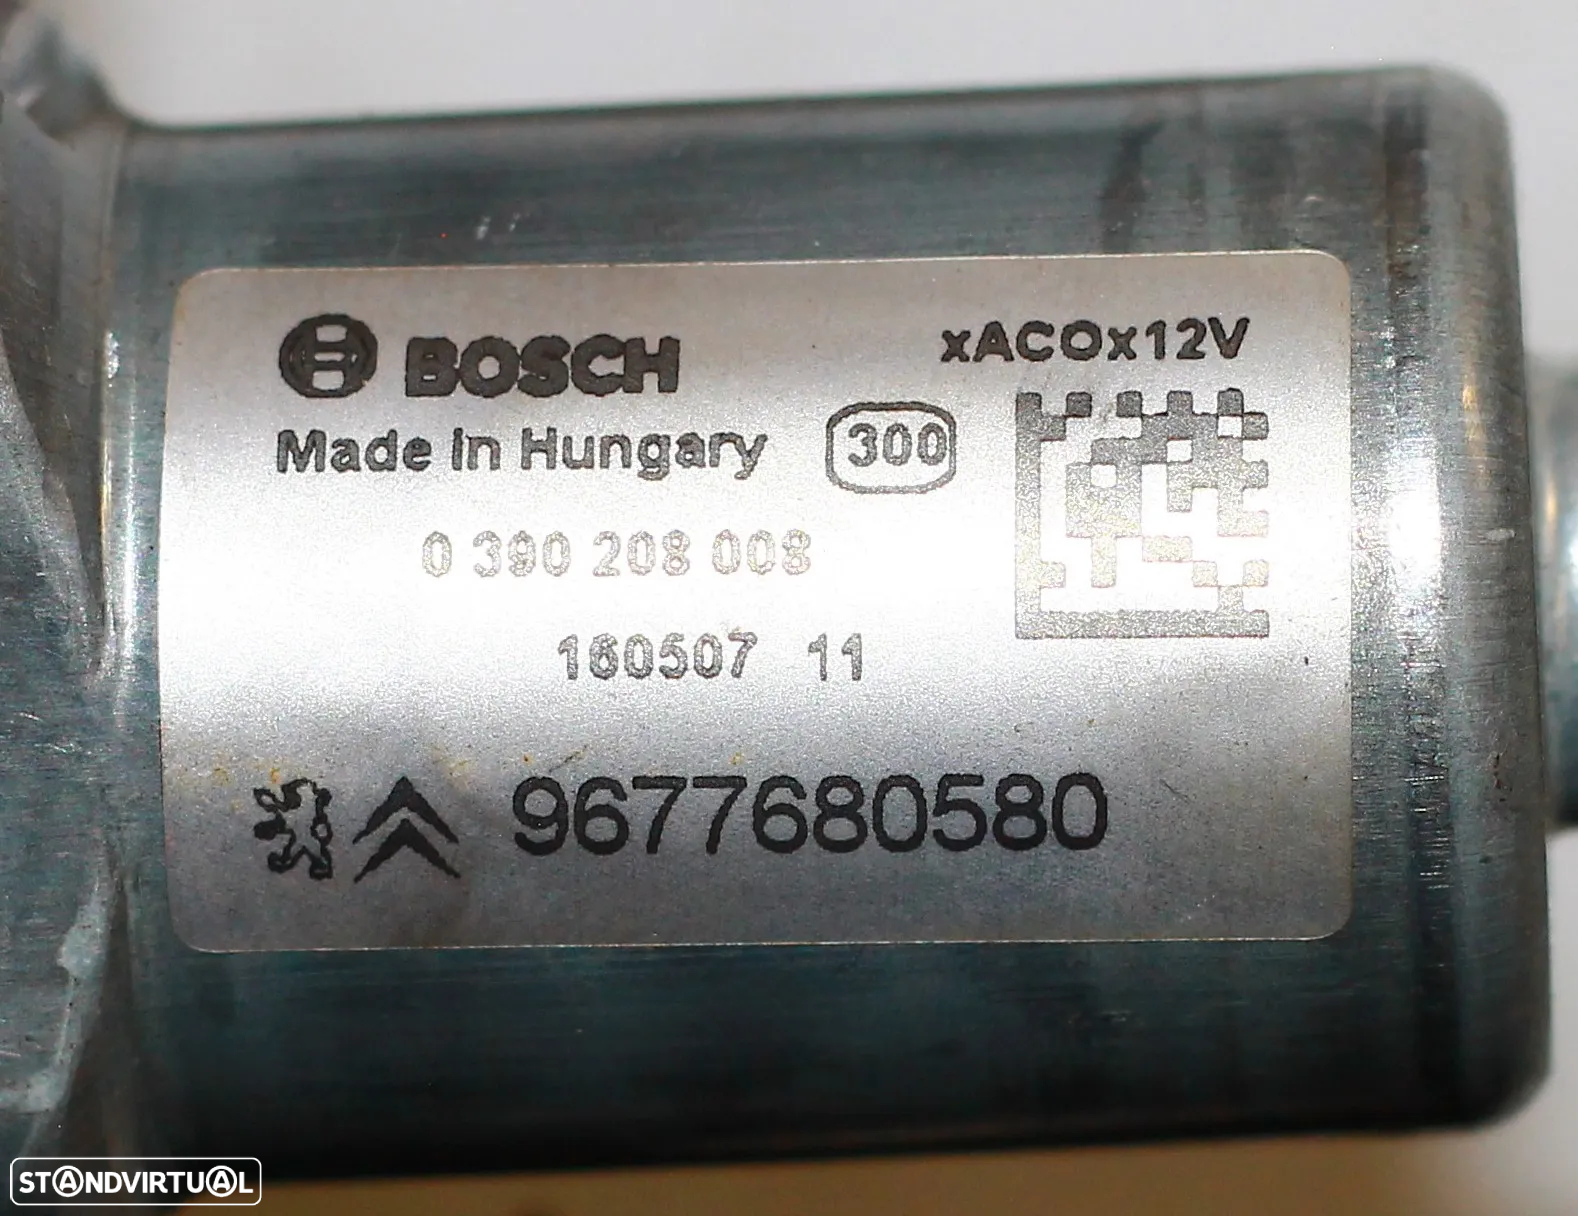 BOSCH
xACOx12V
Made in Hungary
300
0 390 208 008
160507 11
9677680580
STANDVIRTUAL